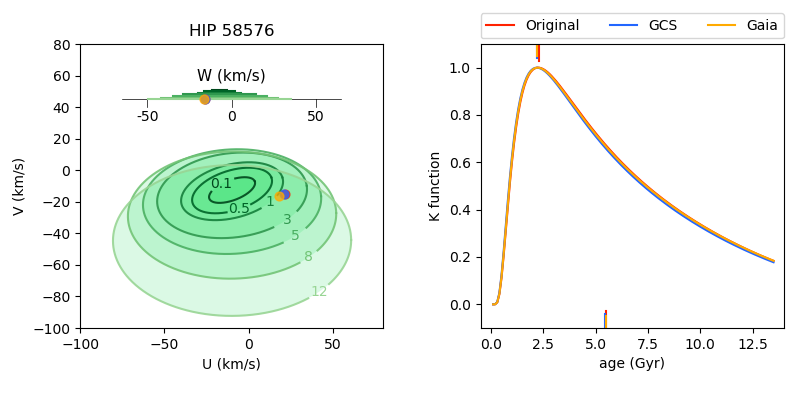 HIP 58576
W (km/s)
-50 0 50
80
60
40
20
0
−20
−40
−60
−80
−100
V (km/s)
0.1
0.5
1
3
5
8
12
−100 −50 0 50
U (km/s)
Original GCS Gaia
1.0
0.8
0.6
0.4
0.2
0.0
K function
0.0 2.5 5.0 7.5 10.0 12.5
age (Gyr)